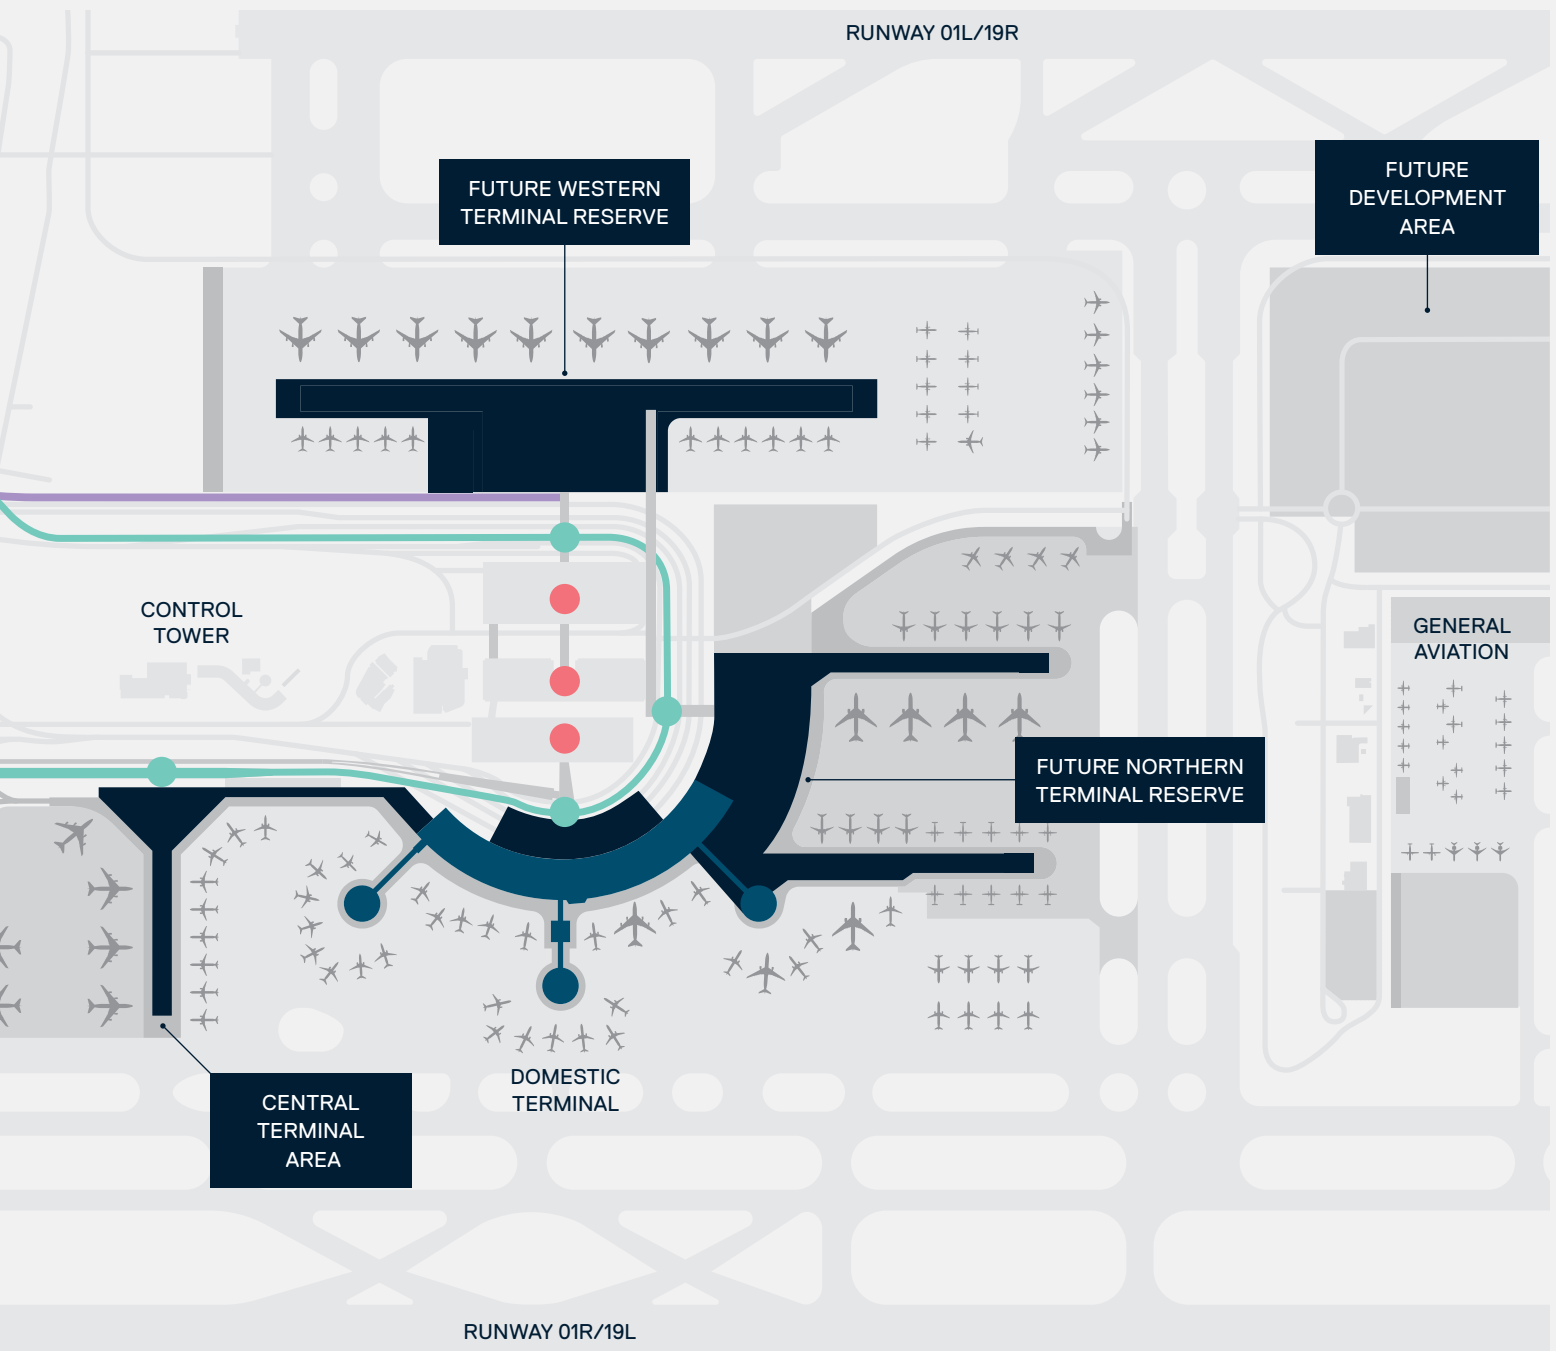 RUNWAY 01L/19R
FUTURE WESTERN
TERMINAL RESERVE
FUTURE
DEVELOPMENT
AREA
CONTROL
TOWER
GENERAL
AVIATION
FUTURE NORTHERN
TERMINAL RESERVE
DOMESTIC
TERMINAL
CENTRAL
TERMINAL
AREA
RUNWAY 01R/19L